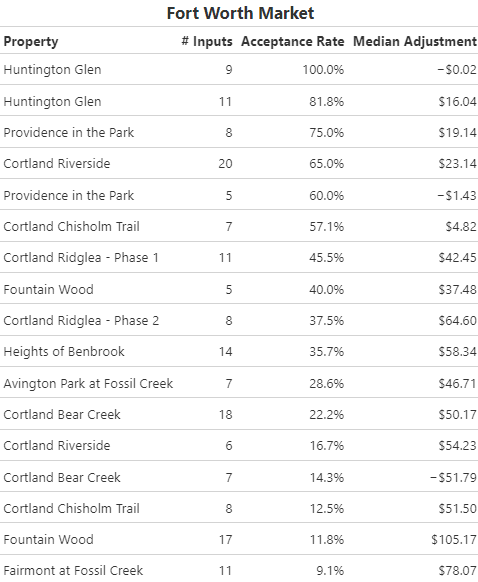 Fort Worth Market
Property # Inputs Acceptance Rate Median Adjustment
Huntington Glen 9 100.0% −$0.02
Huntington Glen 11 81.8% $16.04
Providence in the Park 8 75.0% $19.14
Cortland Riverside 20 65.0% $23.14
Providence in the Park 5 60.0% −$1.43
Cortland Chisholm Trail 7 57.1% $4.82
Cortland Ridglea - Phase 1 11 45.5% $42.45
Fountain Wood 5 40.0% $37.48
Cortland Ridglea - Phase 2 8 37.5% $64.60
Heights of Benbrook 14 35.7% $58.34
Avington Park at Fossil Creek 7 28.6% $46.71
Cortland Bear Creek 18 22.2% $50.17
Cortland Riverside 6 16.7% $54.23
Cortland Bear Creek 7 14.3% −$51.79
Cortland Chisholm Trail 8 12.5% $51.50
Fountain Wood 17 11.8% $105.17
Fairmont at Fossil Creek 11 9.1% $78.07